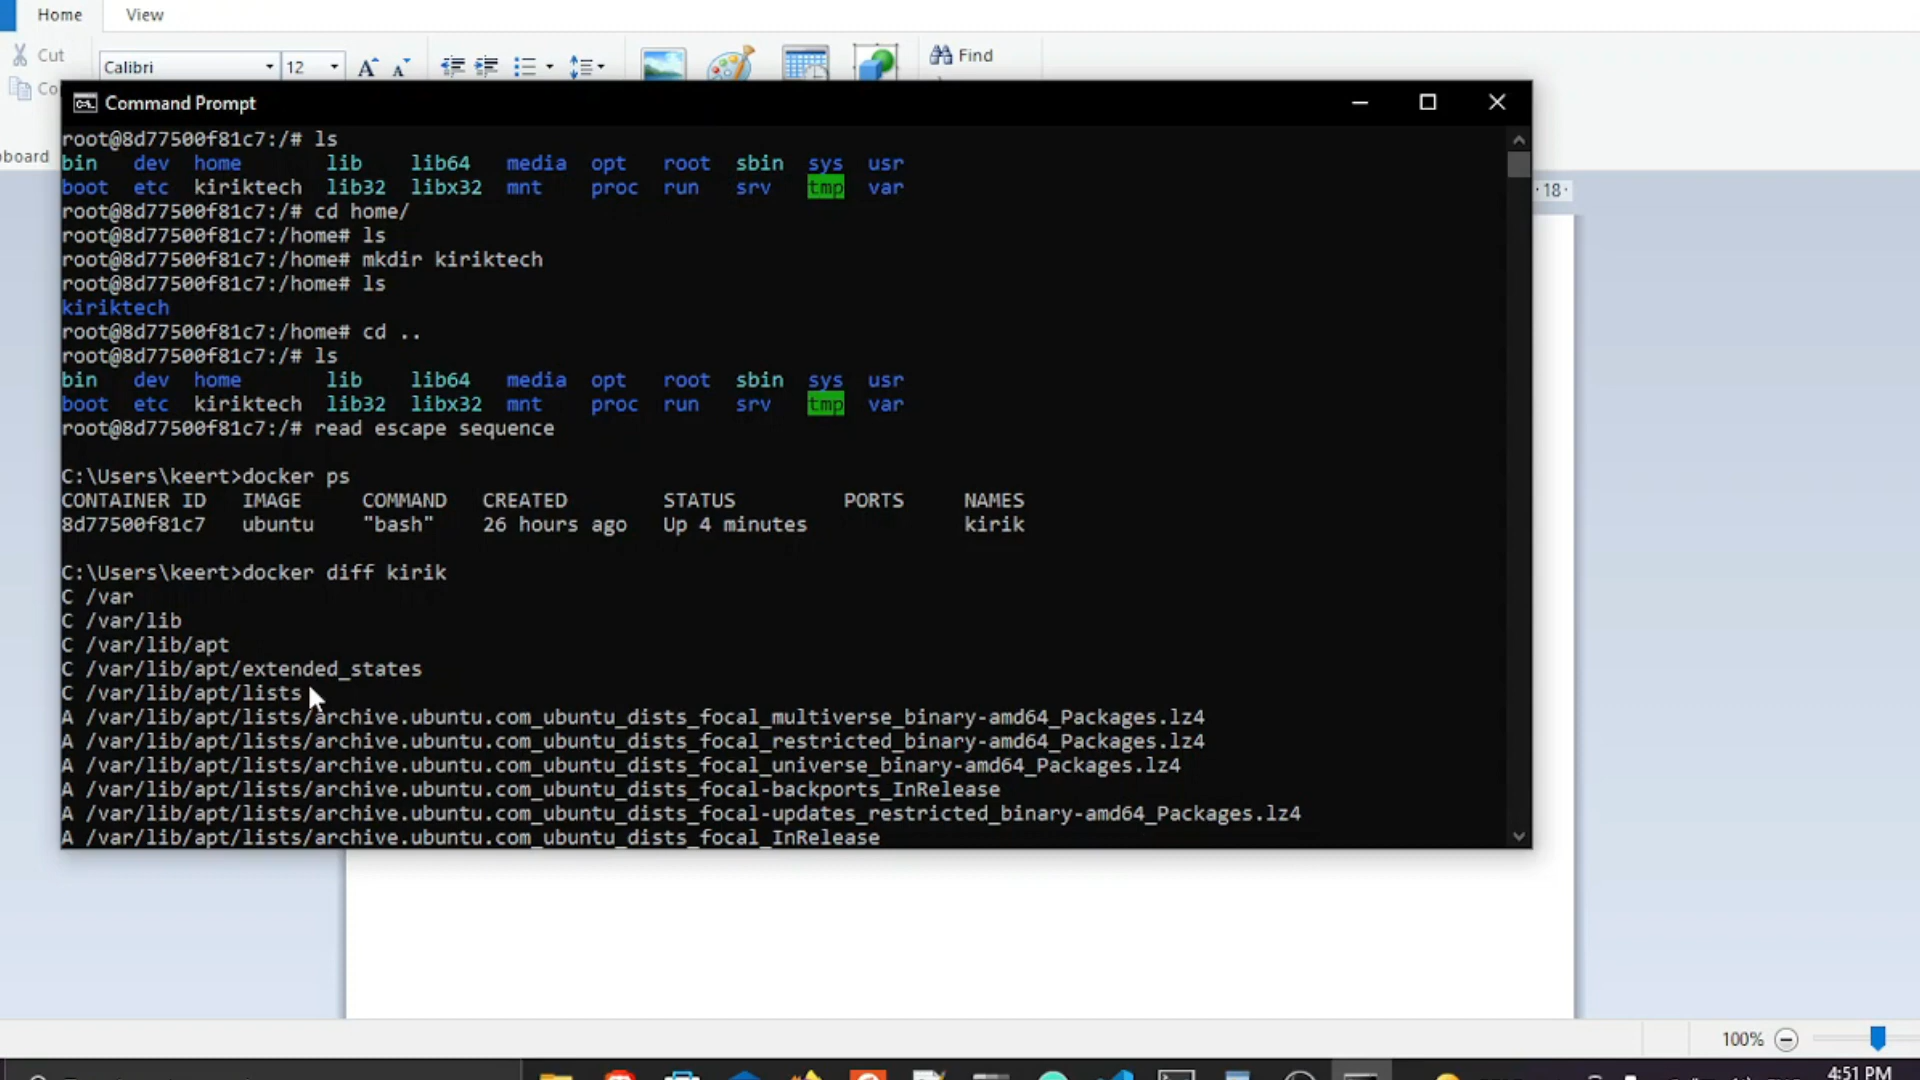 Home View
Cut
Calibri 12 Find
Co
board
Command Prompt
18
root@8d77500f81c7:/# ls
bin dev home lib lib64 media opt root sbin sys usr
boot etc kiriktech lib32 libx32 mnt proc run srv tmp var
root@8d77500f81c7:/# cd home/
root@8d77500f81c7:/home# ls
root@8d77500f81c7:/home# mkdir kiriktech
root@8d77500f81c7:/home# ls
kiriktech
root@8d77500f81c7:/home# cd ..
root@8d77500f81c7:/# ls
bin dev home lib lib64 media opt root sbin sys usr
boot etc kiriktech lib32 libx32 mnt proc run srv tmp var
root@8d77500f81c7:/# read escape sequence
C:\Users\keert>docker ps
CONTAINER ID IMAGE COMMAND CREATED STATUS PORTS NAMES
8d77500f81c7 ubuntu "bash" 26 hours ago Up 4 minutes kirik
C:\Users\keert>docker diff kirik
C /var
C /var/lib
C /var/lib/apt
C /var/lib/apt/extended_states
C /var/lib/apt/lists
A /var/lib/apt/lists/archive.ubuntu.com_ubuntu_dists_focal_multiverse_binary-amd64_Packages.lz4
A /var/lib/apt/lists/archive.ubuntu.com_ubuntu_dists_focal_restricted_binary-amd64_Packages.lz4
A /var/lib/apt/lists/archive.ubuntu.com_ubuntu_dists_focal_universe_binary-amd64_Packages.lz4
A /var/lib/apt/lists/archive.ubuntu.com_ubuntu_dists_focal-backports_InRelease
A /var/lib/apt/lists/archive.ubuntu.com_ubuntu_dists_focal-updates_restricted_binary-amd64_Packages.lz4
A /var/lib/apt/lists/archive.ubuntu.com_ubuntu_dists_focal_InRelease
100%
4:51 PM